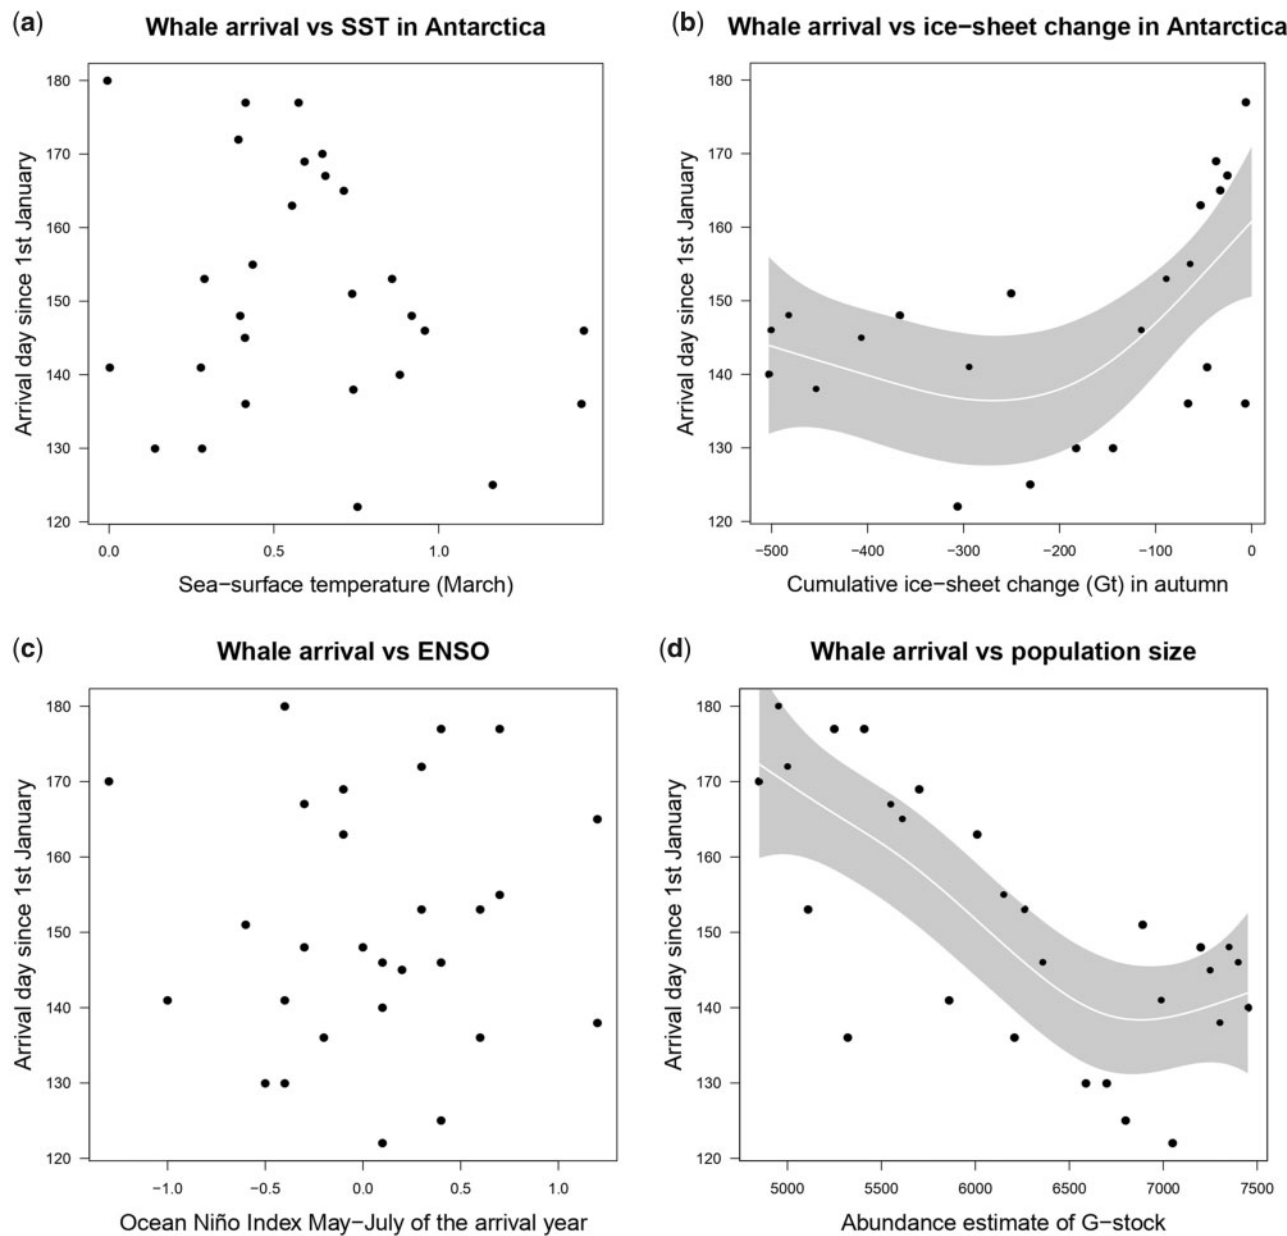 (a) Whale arrival vs SST in Antarctica
Arrival day since 1st January
180
170
160
150
140
130
120
0.0 0.5 1.0
Sea−surface temperature (March)
(b) Whale arrival vs ice−sheet change in Antarctica
Arrival day since 1st January
180
170
160
150
140
130
120
−500 −400 −300 −200 −100 0
Cumulative ice−sheet change (Gt) in autumn
(c) Whale arrival vs ENSO
Arrival day since 1st January
180
170
160
150
140
130
120
−1.0 −0.5 0.0 0.5 1.0
Ocean Niño Index May−July of the arrival year
(d) Whale arrival vs population size
Arrival day since 1st January
180
170
160
150
140
130
120
5000 5500 6000 6500 7000 7500
Abundance estimate of G−stock